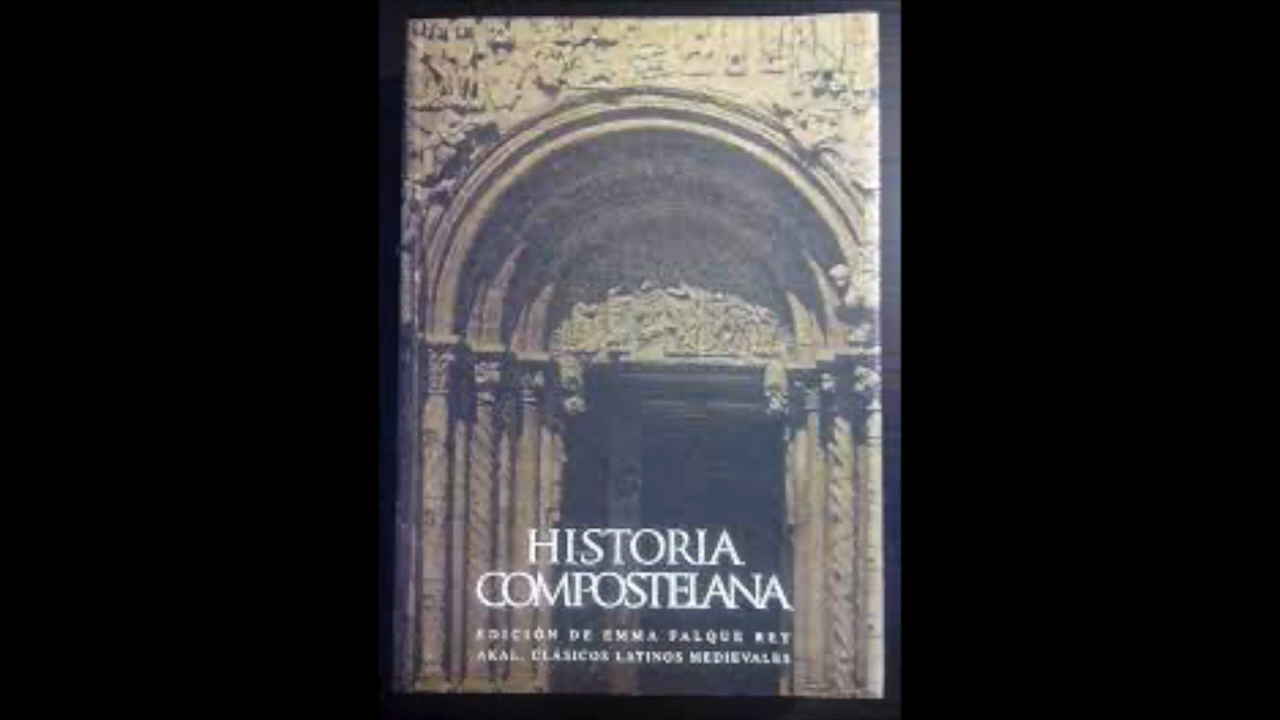 HISTORIA
COMPOSTELANA
EDICIÓN DE EMMA FALQUE REY
AKAL. CLÁSICOS LATINOS MEDIEVALES